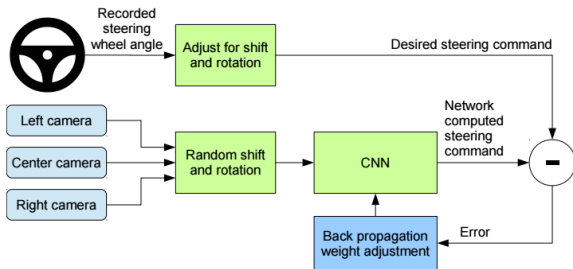 Recorded
steering
wheel angle
Adjust for shift
and rotation
Desired steering command
Left camera
Center camera
Right camera
Random shift
and rotation
CNN
Network
computed
steering
command
-
Back propagation
weight adjustment
Error